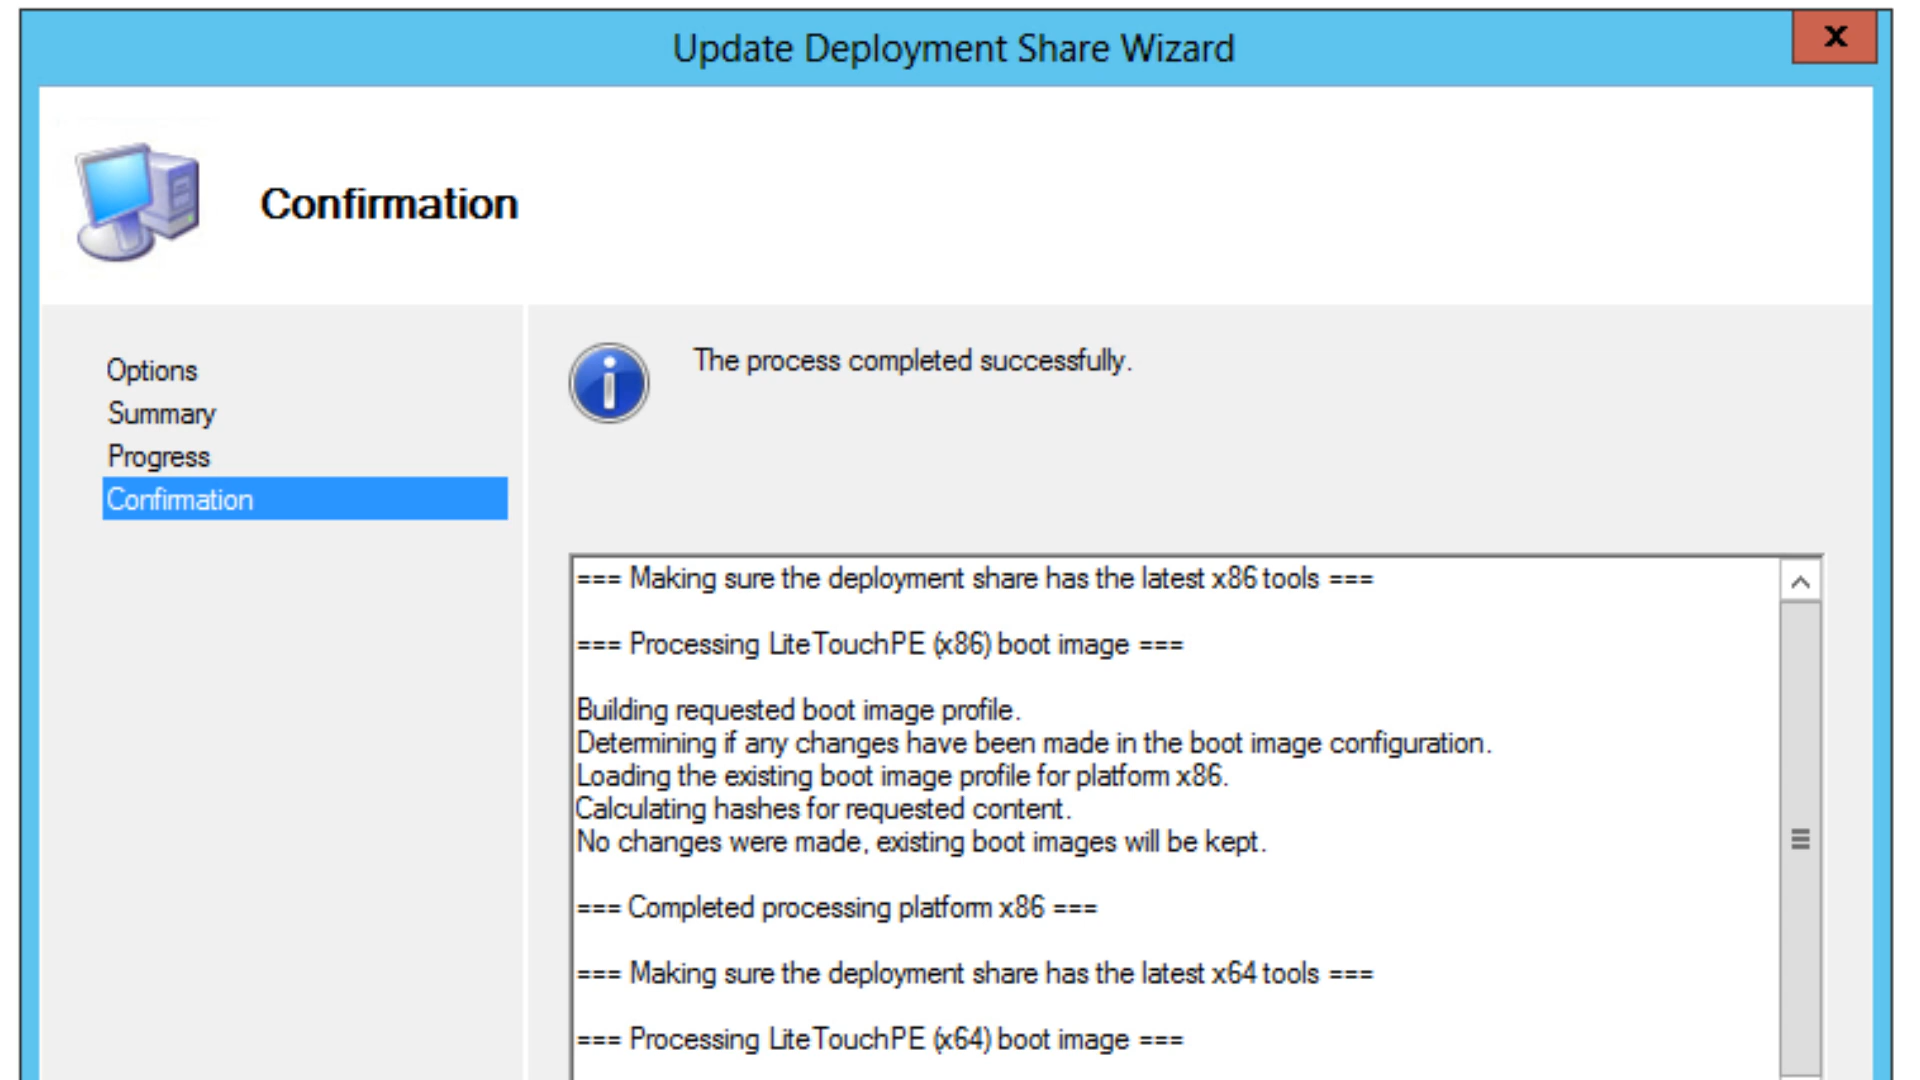 Update Deployment Share Wizard
x
Confirmation
Options
Summary
Progress
Confirmation
The process completed successfully.
=== Making sure the deployment share has the latest x86 tools ===
=== Processing LiteTouchPE (x86) boot image ===
Building requested boot image profile.
Determining if any changes have been made in the boot image configuration.
Loading the existing boot image profile for platform x86.
Calculating hashes for requested content.
No changes were made, existing boot images will be kept.
=== Completed processing platform x86 ===
=== Making sure the deployment share has the latest x64 tools ===
=== Processing LiteTouchPE (x64) boot image ===